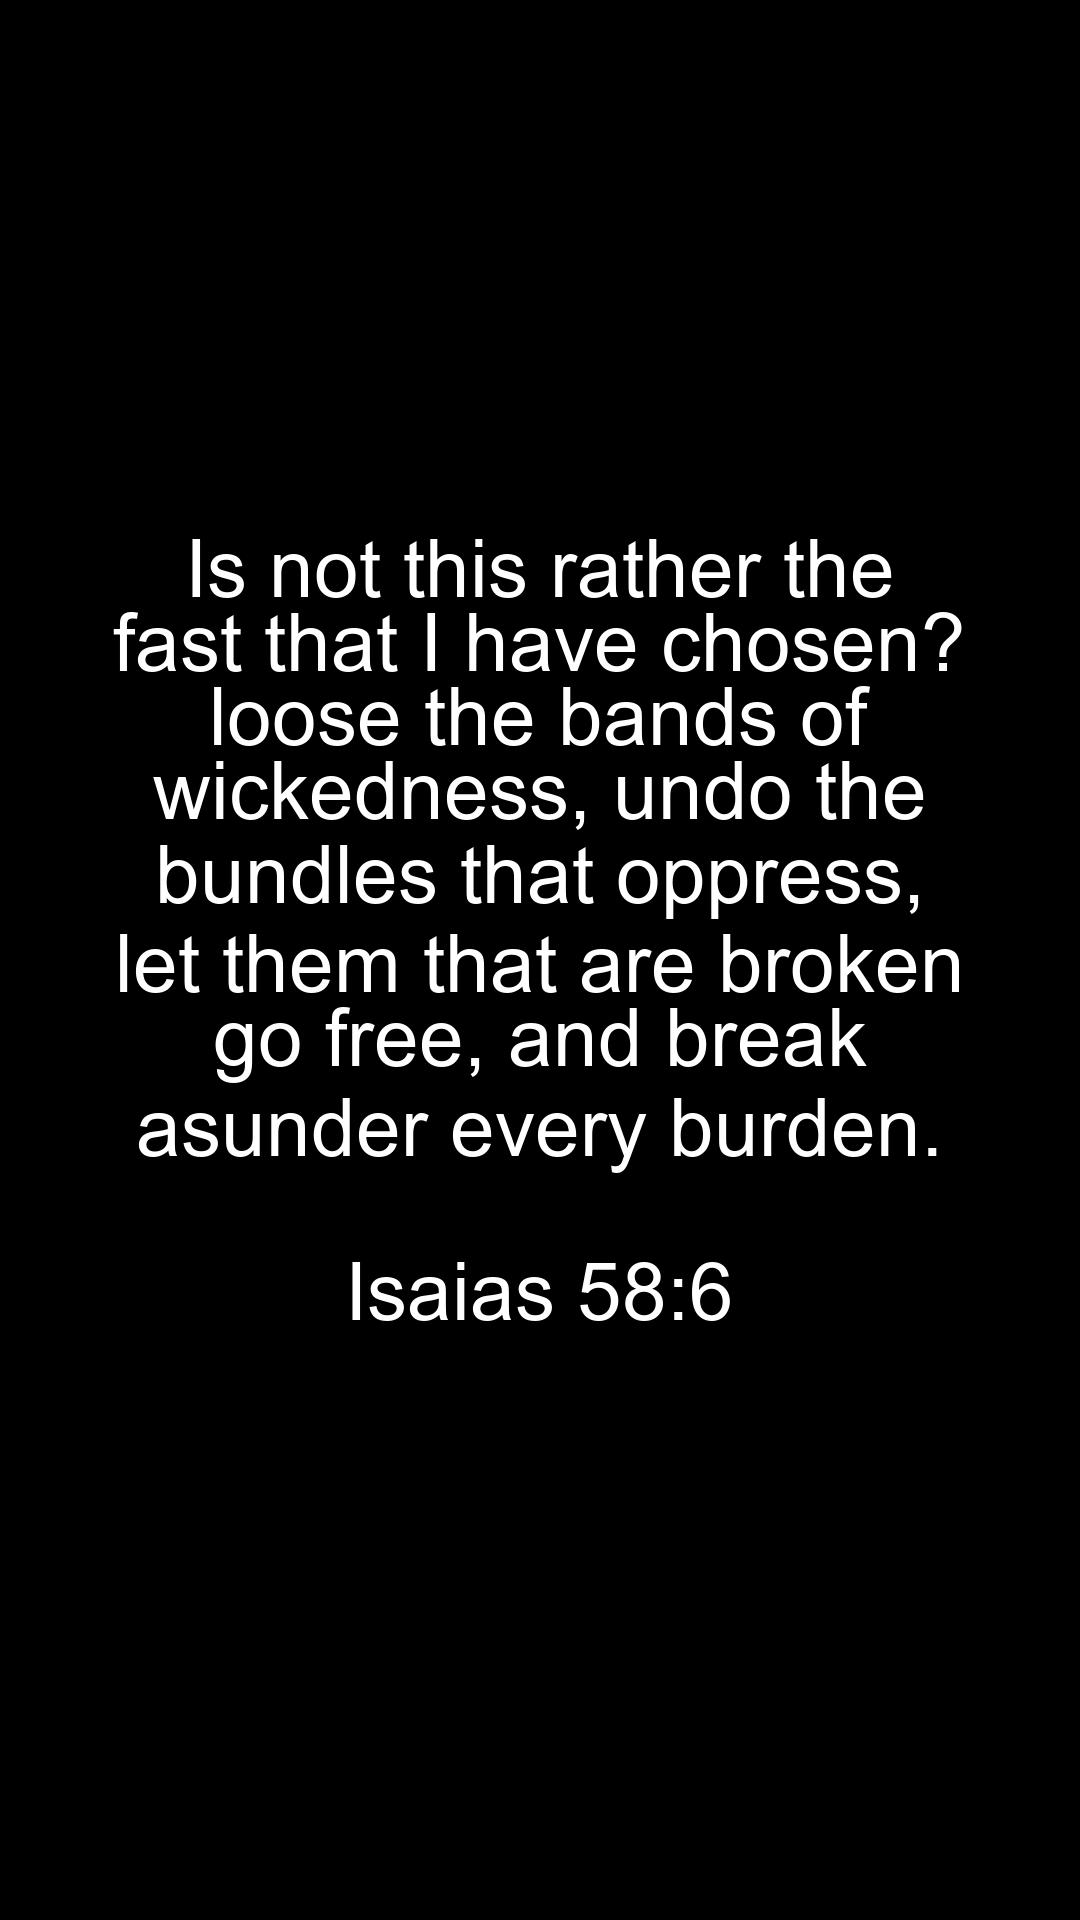 Is not this rather the
fast that I have chosen?
loose the bands of
wickedness, undo the
bundles that oppress,
let them that are broken
go free, and break
asunder every burden.
Isaias 58:6